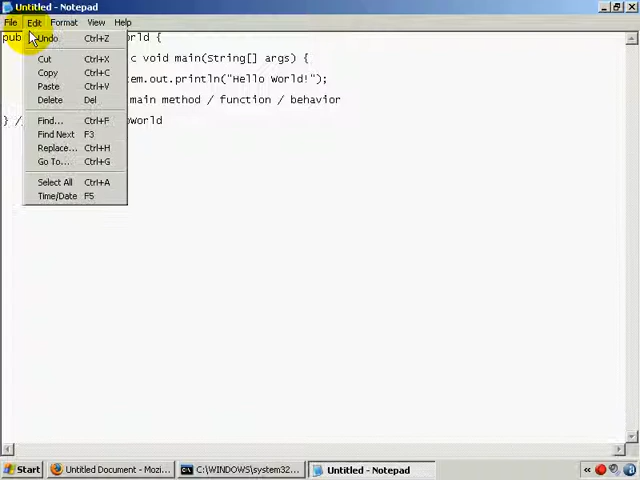 Untitled - Notepad
File Edit Format View Help
pub world {
Undo Ctrl+Z
Cut Ctrl+X
c void main(String[] args) {
Copy Ctrl+C
tem.out.println("Hello World!");
Paste Ctrl+V
Delete Del
main method / function / behavior
Find... Ctrl+F
} / oworld
Find Next F3
Replace... Ctrl+H
Go To... Ctrl+G
Select All Ctrl+A
Time/Date F5
Start Untitled Document - Mozi... C:\WINDOWS\system32... Untitled - Notepad «